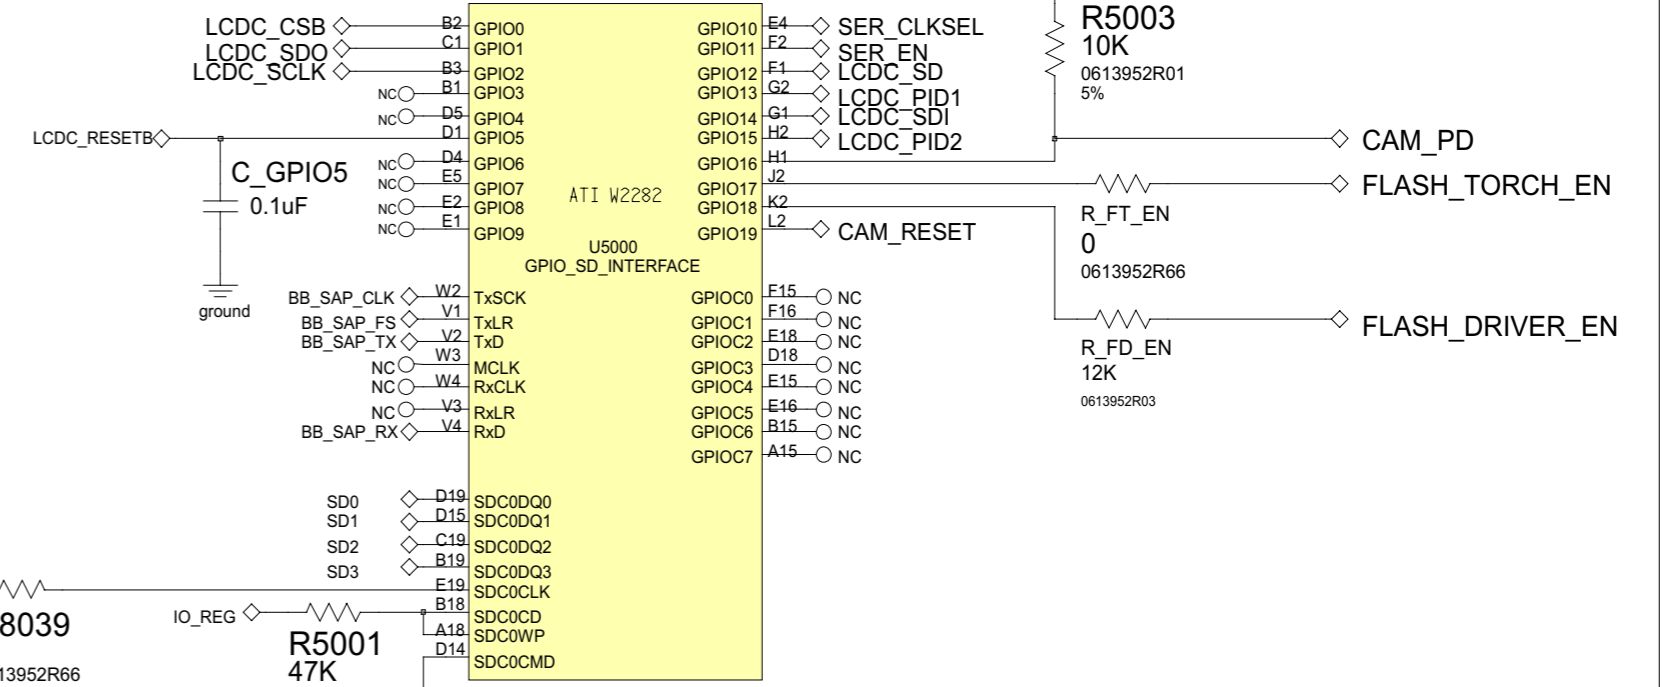 LCDC_CSB B2 GPIO0 GPIO10 E4 SER_CLKSEL
LCDC_SDO C1 GPIO1 GPIO11 F2 SER_EN
LCDC_SCLK B3 GPIO2 GPIO12 F1 LCDC_SD
NC B1 GPIO3 GPIO13 G2 LCDC_PID1
NC D5 GPIO4 GPIO14 G1 LCDC_SDI
LCDC_RESETB D1 GPIO5 GPIO15 H2 LCDC_PID2
NC D4 GPIO6 GPIO16 H1
NC E5 GPIO7 GPIO17 J2
NC E2 GPIO8 GPIO18 K2
NC E1 GPIO9 GPIO19 L2 CAM_RESET
R5003
10K
0613952R01
5%
CAM_PD
FLASH_TORCH_EN
R_FT_EN
0
0613952R66
FLASH_DRIVER_EN
R_FD_EN
12K
0613952R03
C_GPIO5
0.1uF
ground
ATI W2282
U5000
GPIO_SD_INTERFACE
BB_SAP_CLK W2 TxSCK GPIOC0 F15 NC
BB_SAP_FS V1 TxLR GPIOC1 F16 NC
BB_SAP_TX V2 TxD GPIOC2 E18 NC
NC W3 MCLK GPIOC3 D18 NC
NC W4 RxCLK GPIOC4 E15 NC
NC V3 RxLR GPIOC5 E16 NC
BB_SAP_RX V4 RxD GPIOC6 B15 NC
GPIOC7 A15 NC
SD0 D19 SDC0DQ0
SD1 D15 SDC0DQ1
SD2 C19 SDC0DQ2
SD3 B19 SDC0DQ3
E19 SDC0CLK
IO_REG B18 SDC0CD
A18 SDC0WP
D14 SDC0CMD
8039
13952R66
R5001
47K